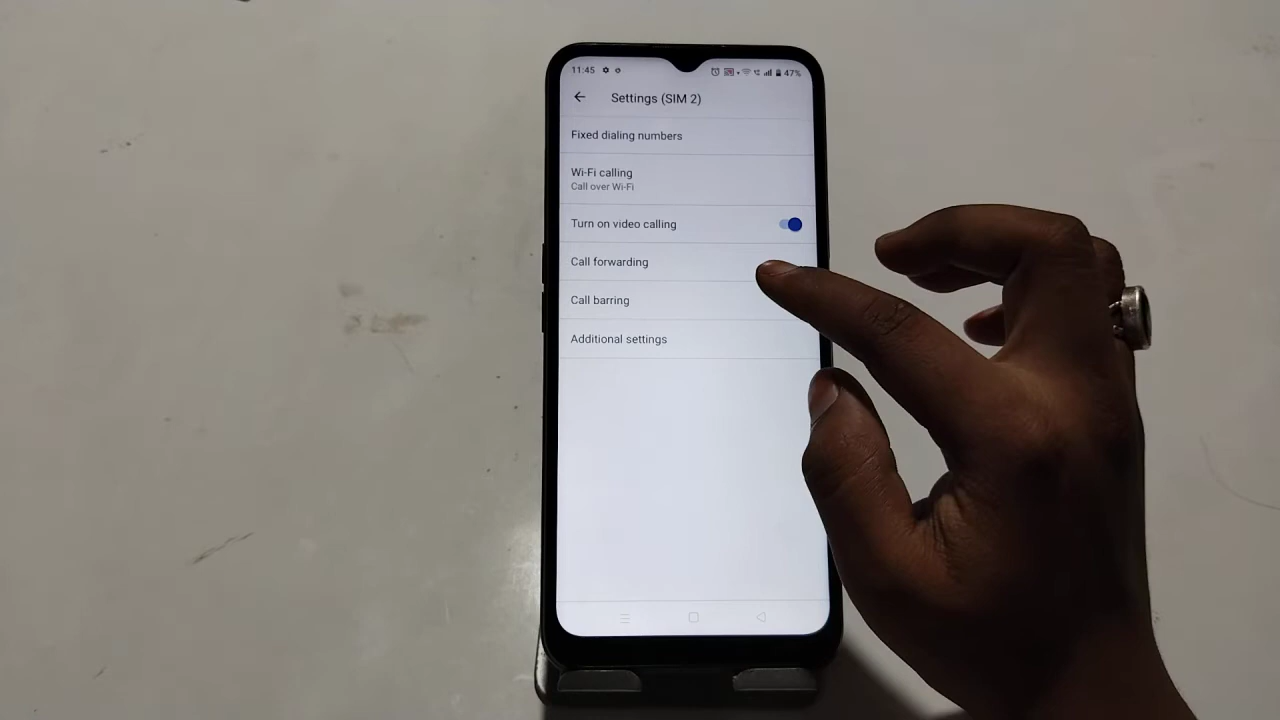 11:45
47%
Settings (SIM 2)
Fixed dialing numbers
Wi-Fi calling
Call over Wi-Fi
Turn on video calling
Call forwarding
Call barring
Additional settings